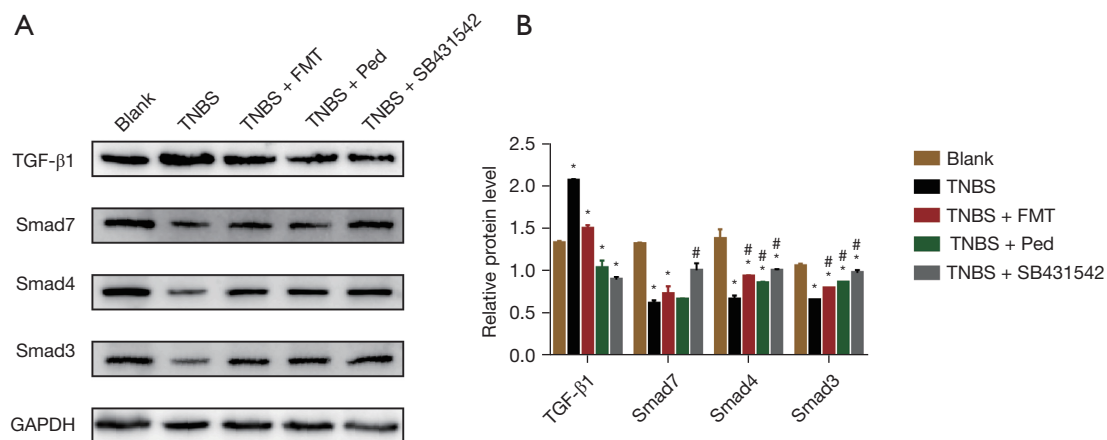 A
Blank
TNBS
TNBS + FMT
TNBS + Ped
TNBS + SB431542
TGF-β1
Smad7
Smad4
Smad3
GAPDH
B
Relative protein level
2.5
2.0
1.5
1.0
0.5
0.0
*
*
*
*
*
*
#
*
# *
# *
# *
*
# *
# *
# *
TGF-β1
Smad7
Smad4
Smad3
Blank
TNBS
TNBS + FMT
TNBS + Ped
TNBS + SB431542